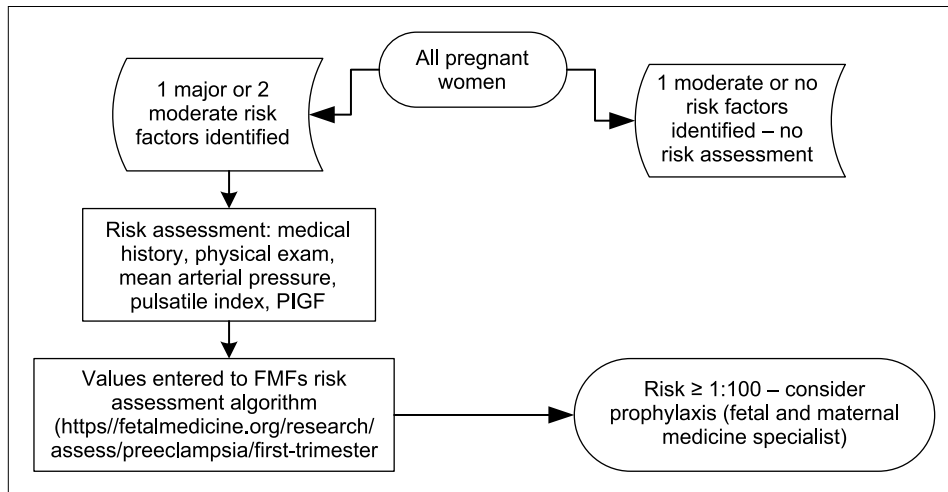 All pregnant
women
1 major or 2
moderate risk
factors identified
1 moderate or no
risk factors
identified – no
risk assessment
Risk assessment: medical
history, physical exam,
mean arterial pressure,
pulsatile index, PIGF
Values entered to FMFs risk
assessment algorithm
(https//fetalmedicine.org/research/
assess/preeclampsia/first-trimester
Risk ≥ 1:100 – consider
prophylaxis (fetal and maternal
medicine specialist)